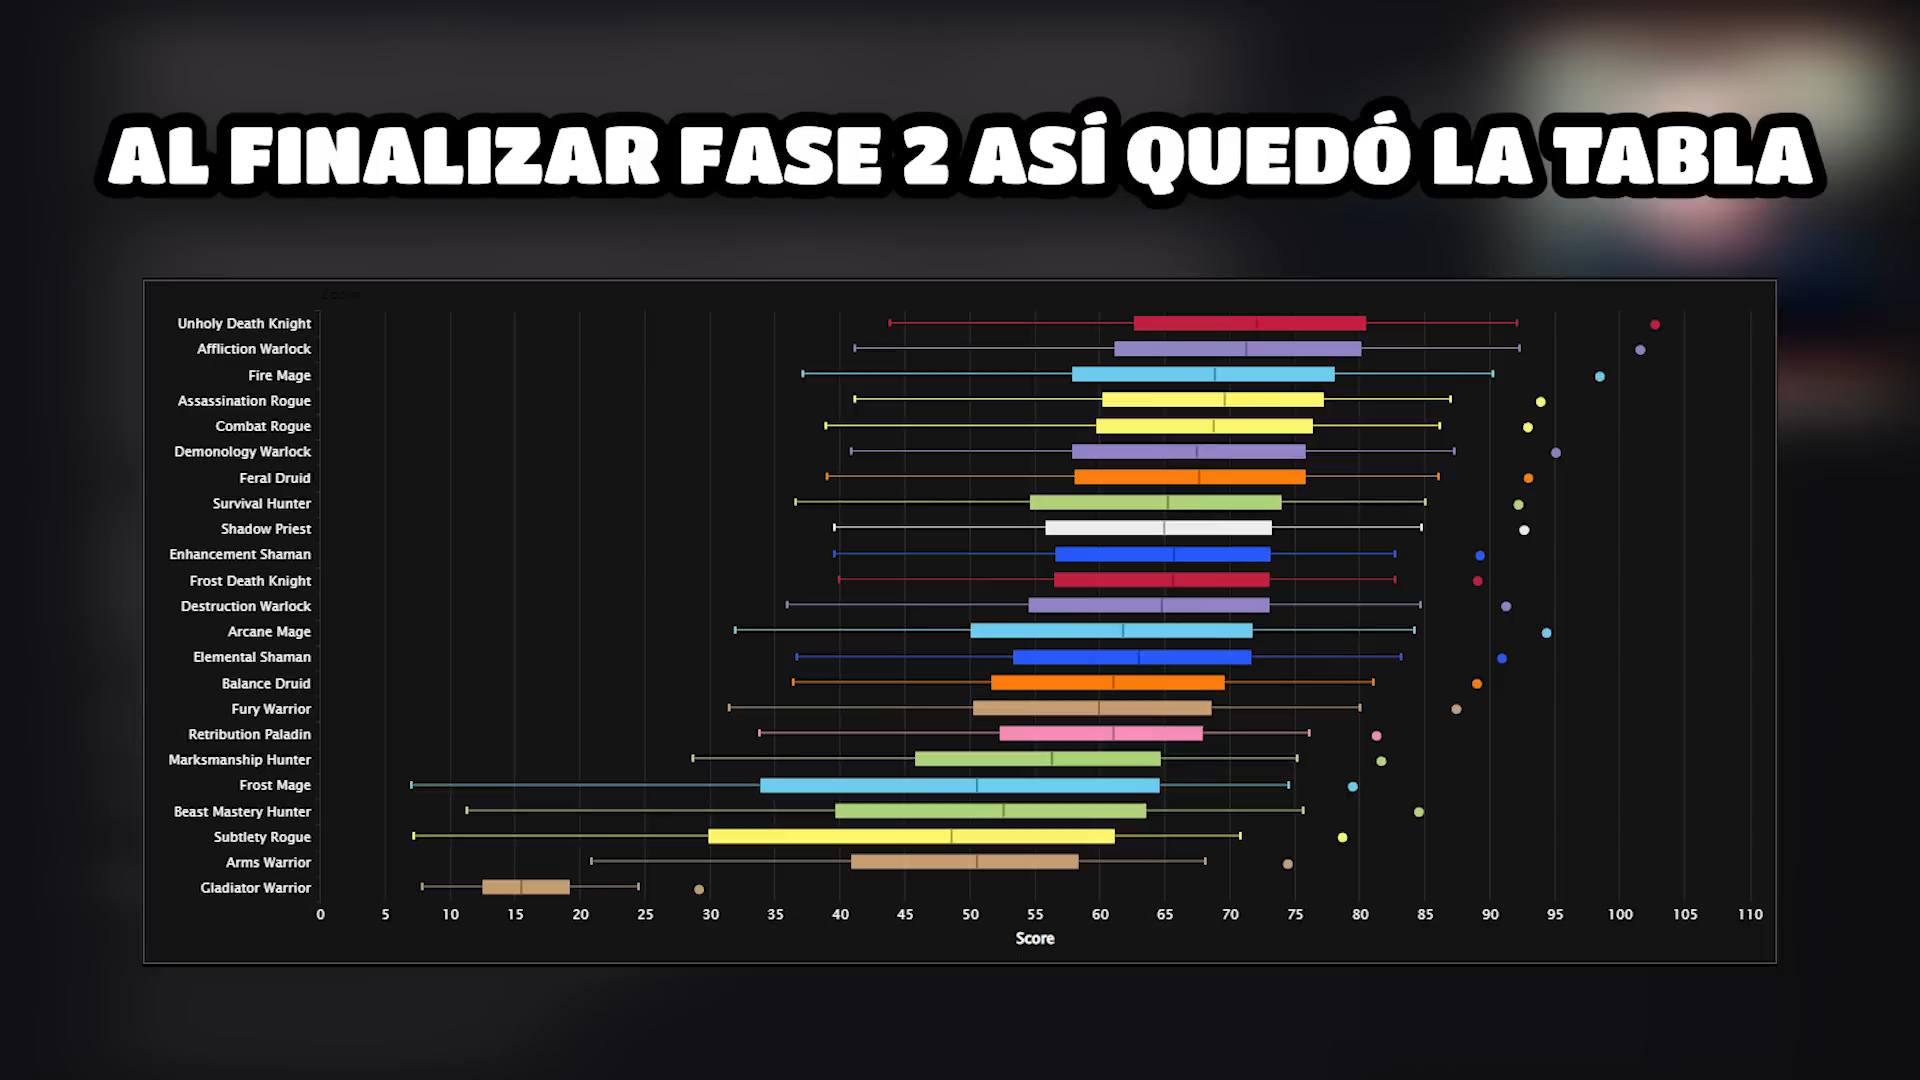 AL FINALIZAR FASE 2 ASÍ QUEDÓ LA TABLA
Zoom
Unholy Death Knight
Affliction Warlock
Fire Mage
Assassination Rogue
Combat Rogue
Demonology Warlock
Feral Druid
Survival Hunter
Shadow Priest
Enhancement Shaman
Frost Death Knight
Destruction Warlock
Arcane Mage
Elemental Shaman
Balance Druid
Fury Warrior
Retribution Paladin
Marksmanship Hunter
Frost Mage
Beast Mastery Hunter
Subtlety Rogue
Arms Warrior
Gladiator Warrior
0 5 10 15 20 25 30 35 40 45 50 55 60 65 70 75 80 85 90 95 100 105 110
Score